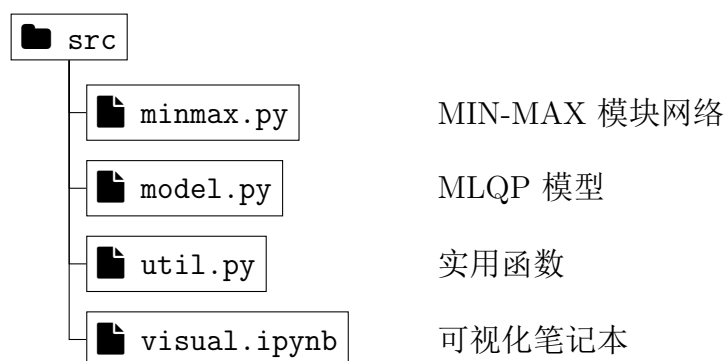 src
minmax.py MIN-MAX 模块网络
model.py MLQP 模型
util.py 实用函数
visual.ipynb 可视化笔记本